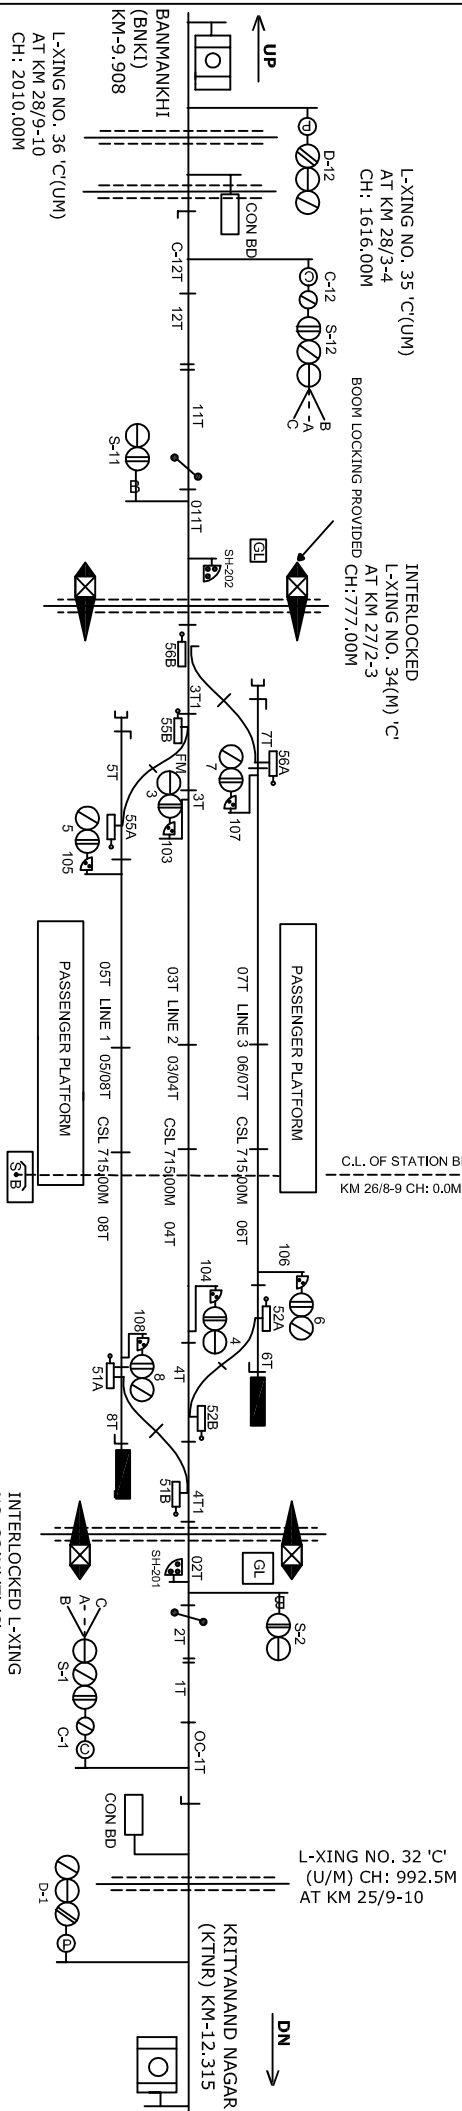 UP
BANMANKHI
(BNKI)
KM-9.908
L-XING NO. 36 'C'(UM)
AT KM 28/9-10
CH: 2010.00M
P
D-12
L-XING NO. 35 'C'(UM)
AT KM 28/3-4
CH: 1616.00M
CON BD
C-12T
12T
C
C-12
S-12
B
A
C
BOOM LOCKING PROVIDED
11T
S-11
B
011T
GL
SH-202
INTERLOCKED
L-XING NO. 34(M) 'C'
AT KM 27/2-3
CH:777.00M
56B
3T1
55B
FM
3T
3
103
7T
56A
7
107
5T
55A
5
105
PASSENGER PLATFORM
PASSENGER PLATFORM
07T LINE 3 06/07T CSL 715.00M 06T
03T LINE 2 03/04T CSL 715.00M 04T
05T LINE 1 05/08T CSL 715.00M 08T
C.L. OF STATION B
KM 26/8-9 CH: 0.0M
106
6
52A
6T
104
4
4T
52B
108
8
51A
8T
51B
4T1
02T
SH-201
GL
B
S-2
2T
1T
OC-1T
INTERLOCKED L-XING
C
A
B
S-1
C-1
C
CON BD
D-1
P
L-XING NO. 32 'C'
(U/M) CH: 992.5M
AT KM 25/9-10
KRITYANAND NAGAR
(KTNR) KM-12.315
DN